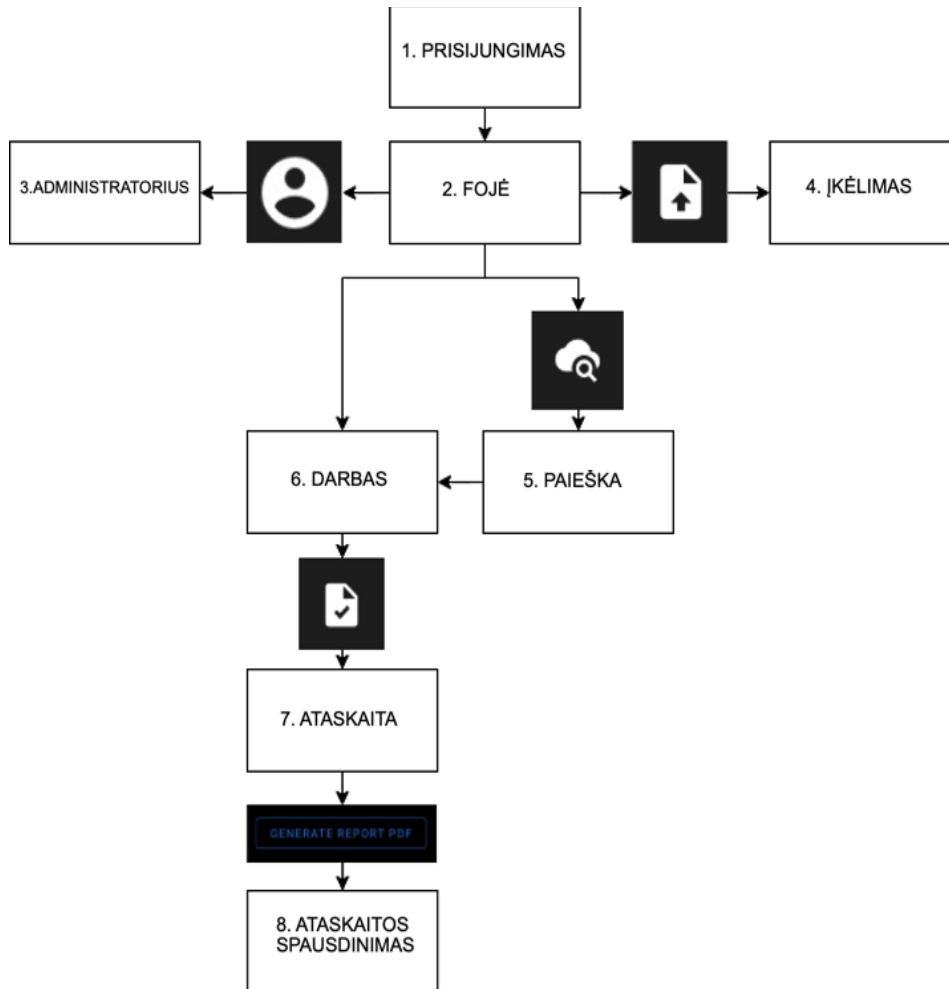 1. PRISIJUNGIMAS
3.ADMINISTRATORIUS
2. FOJĖ
4. ĮKĖLIMAS
6. DARBAS
5. PAIEŠKA
7. ATASKAITA
GENERATE REPORT PDF
8. ATASKAITOS
SPAUSDINIMAS